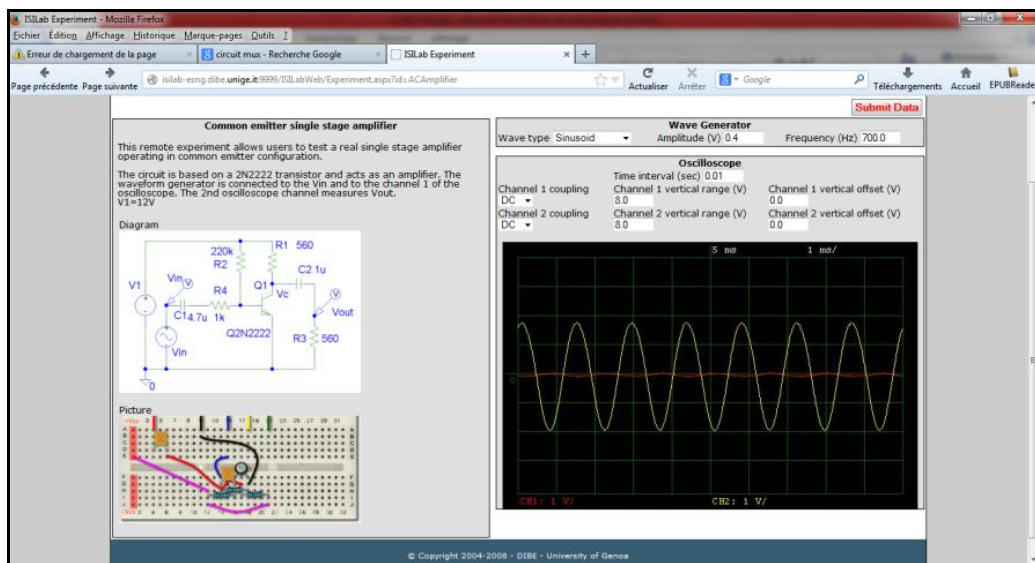 ISILab Experiment - Mozilla Firefox
Fichier Édition Affichage Historique Marque-pages Outils ?
Erreur de chargement de la page
circuit mux - Recherche Google
ISILab Experiment
isilab-esng.dibe.unige.it:9999/ISILabWeb/Experiment.aspx?id=ACAmplifier
Google
Page précédente Page suivante
Actualiser Arrêter
Téléchargements Accueil EPUBReade
Submit Data
Common emitter single stage amplifier
This remote experiment allows users to test a real single stage amplifier
operating in common emitter configuration.
The circuit is based on a 2N2222 transistor and acts as an amplifier. The
waveform generator is connected to the Vin and to the channel 1 of the
oscilloscope. The 2nd oscilloscope channel measures Vout.
V1=12V
Diagram
220k
R2
R1 560
C2 1u
Vin
V
R4
Q1
Vc
V1
V
C1 4.7u 1k
Vout
Q2N2222
R3 560
Vin
0
Picture
Wave Generator
Wave type Sinusoid Amplitude (V) 0.4 Frequency (Hz) 700.0
Oscilloscope
Time interval (sec) 0.01
Channel 1 coupling Channel 1 vertical range (V) Channel 1 vertical offset (V)
DC 8.0 0.0
Channel 2 coupling Channel 2 vertical range (V) Channel 2 vertical offset (V)
DC 8.0 0.0
5 ms 1 ms/
CH1: 1 V/ CH2: 1 V/
© Copyright 2004-2008 - DIBE - University of Genoa